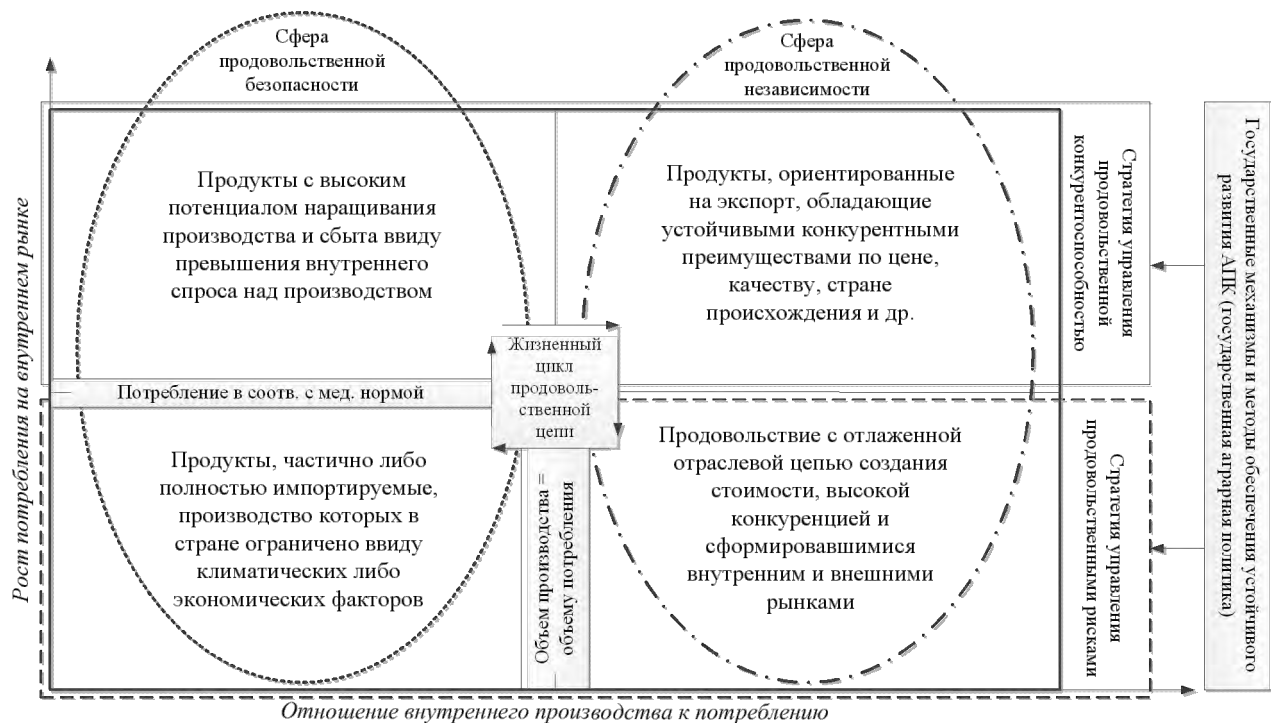 Сфера
продовольственной
безопасности
Сфера
продовольственной
независимости
Рост потребления на внутреннем рынке
Продукты с высоким
потенциалом наращивания
производства и сбыта ввиду
превышения внутреннего
спроса над производством
Продукты, ориентированные
на экспорт, обладающие
устойчивыми конкурентными
преимуществами по цене,
качеству, стране
происхождения и др.
Стратегия управления
продовольственной
конкурентоспособностью
Государственные механизмы и методы обеспечения устойчивого
развития АПК (государственная аграрная политика)
Жизненный
цикл
продоволь-
ственной
цепи
Потребление в соотв. с мед. нормой
Продукты, частично либо
полностью импортируемые,
производство которых в
стране ограничено ввиду
климатических либо
экономических факторов
Объем производства =
объему потребления
Продовольствие с отлаженной
отраслевой цепью создания
стоимости, высокой
конкуренцией и
сформировавшимися
внутренним и внешними
рынками
Стратегия управления
продовольственными рисками
Отношение внутреннего производства к потреблению